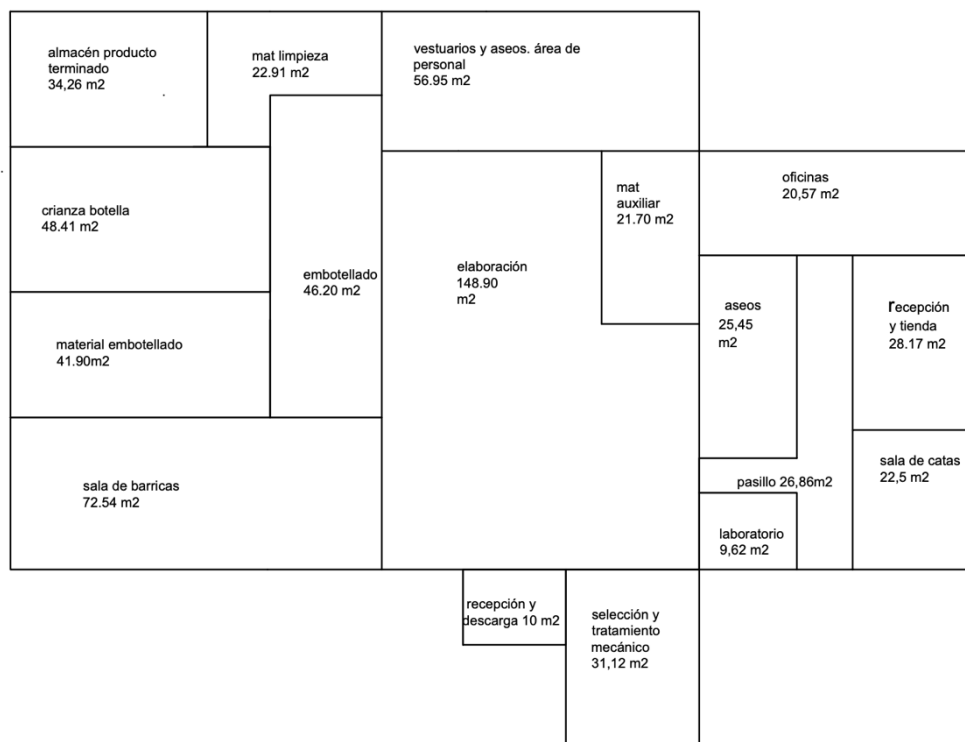 almacén producto
terminado
34,26 m2
mat limpieza
22.91 m2
vestuarios y aseos. área de
personal
56.95 m2
crianza botella
48.41 m2
embotellado
46.20 m2
elaboración
148.90
m2
mat
auxiliar
21.70 m2
oficinas
20,57 m2
material embotellado
41.90m2
aseos
25,45
m2
recepción
y tienda
28.17 m2
sala de barricas
72.54 m2
pasillo 26,86m2
sala de catas
22,5 m2
laboratorio
9,62 m2
recepción y
descarga 10 m2
selección y
tratamiento
mecánico
31,12 m2